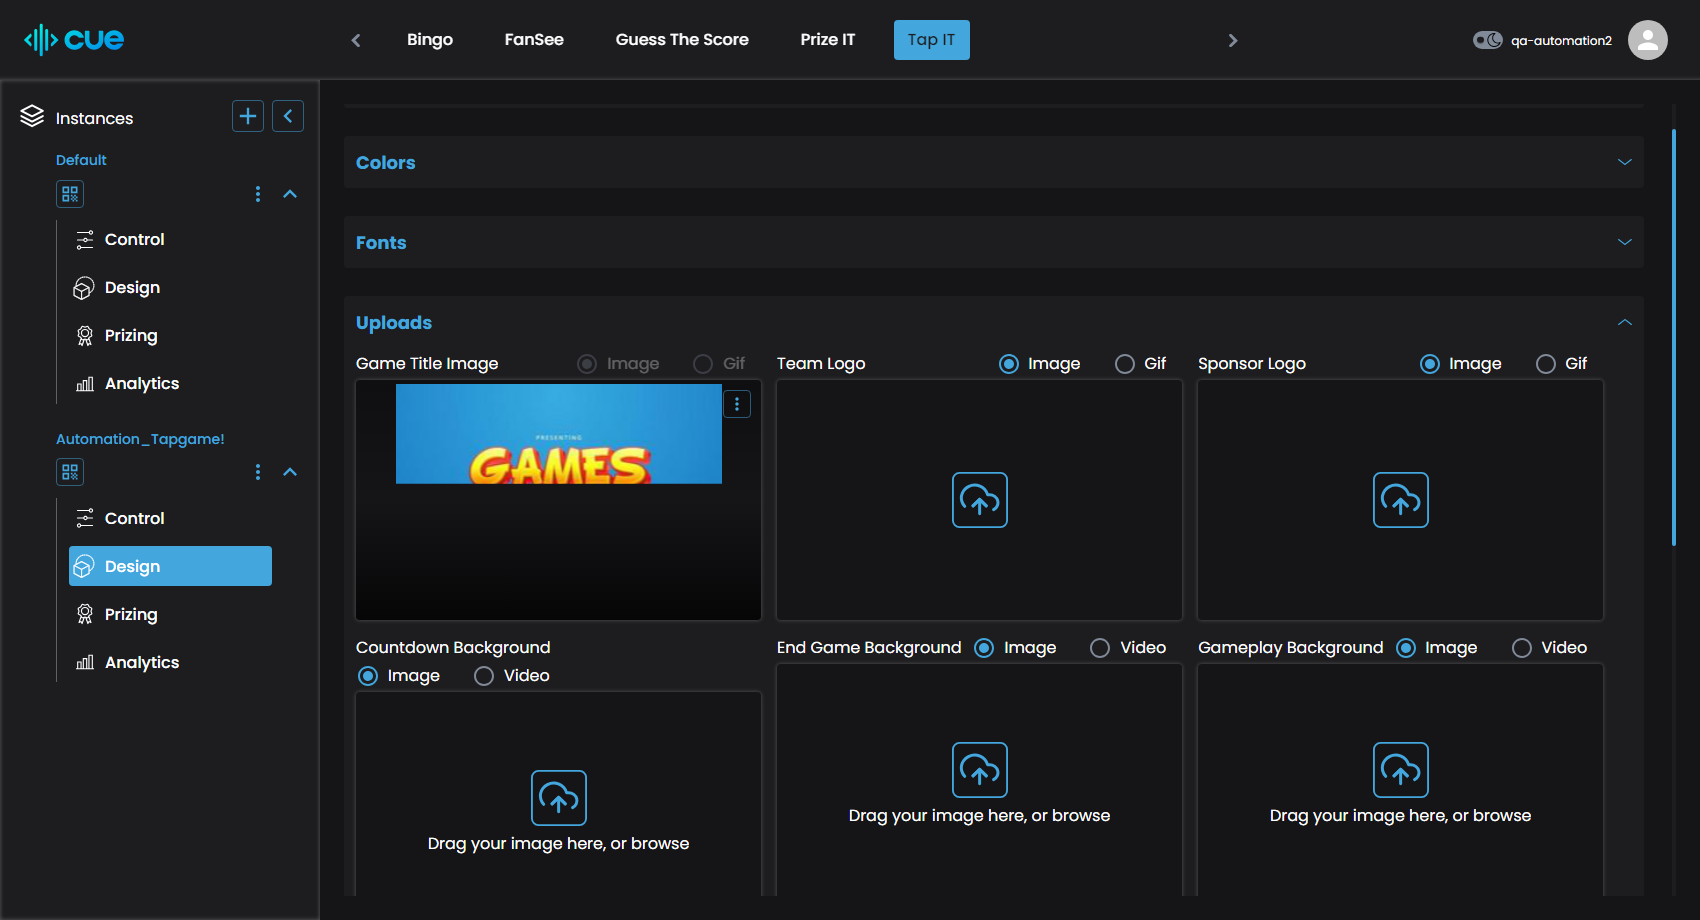 cue
Bingo
FanSee
Guess The Score
Prize IT
Tap IT
qa-automation2
Instances
Default
Control
Design
Prizing
Analytics
Automation_Tapgame!
Control
Design
Prizing
Analytics
Colors
Fonts
Uploads
Game Title Image Image Gif
PRESENTING
GAMES
Team Logo Image Gif
Sponsor Logo Image Gif
Countdown Background
Image Video
Drag your image here, or browse
End Game Background Image Video
Drag your image here, or browse
Gameplay Background Image Video
Drag your image here, or browse